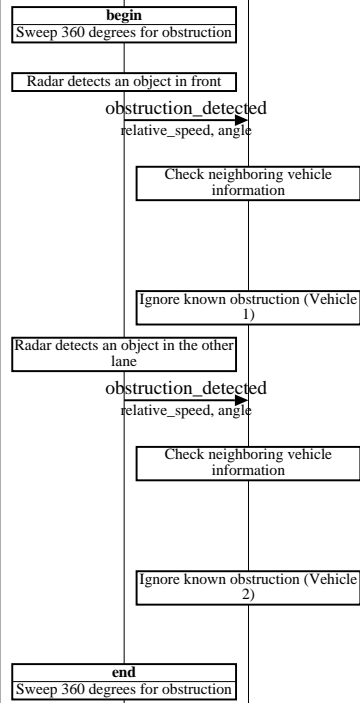 begin
Sweep 360 degrees for obstruction
Radar detects an object in front
obstruction_detected
relative_speed, angle
Check neighboring vehicle
information
Ignore known obstruction (Vehicle
1)
Radar detects an object in the other
lane
obstruction_detected
relative_speed, angle
Check neighboring vehicle
information
Ignore known obstruction (Vehicle
2)
end
Sweep 360 degrees for obstruction